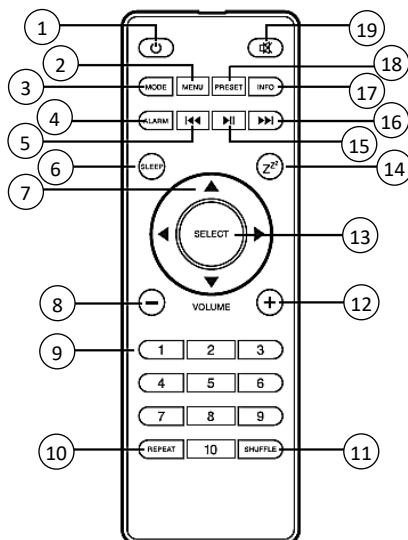 1 19
2 18
3 MODE MENU PRESET INFO 17
4 ALARM 16
5 15
6 SLEEP zzz 14
7
SELECT 13
8 VOLUME 12
9 1 2 3
4 5 6
7 8 9
10 REPEAT 10 SHUFFLE 11